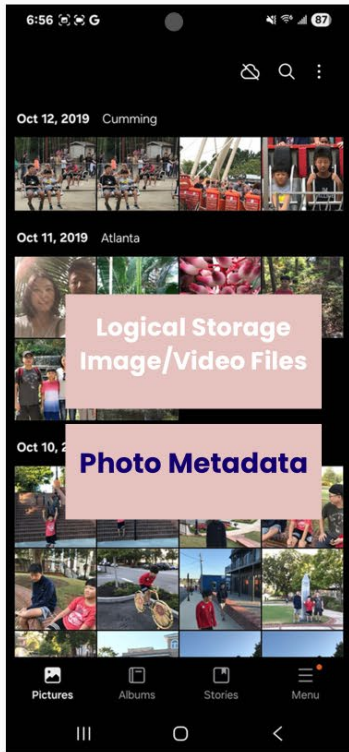 6:56 G 87
Oct 12, 2019 Cumming
Oct 11, 2019 Atlanta
Logical Storage
Image/Video Files
Oct 10, 2
Photo Metadata
Pictures Albums Stories Menu